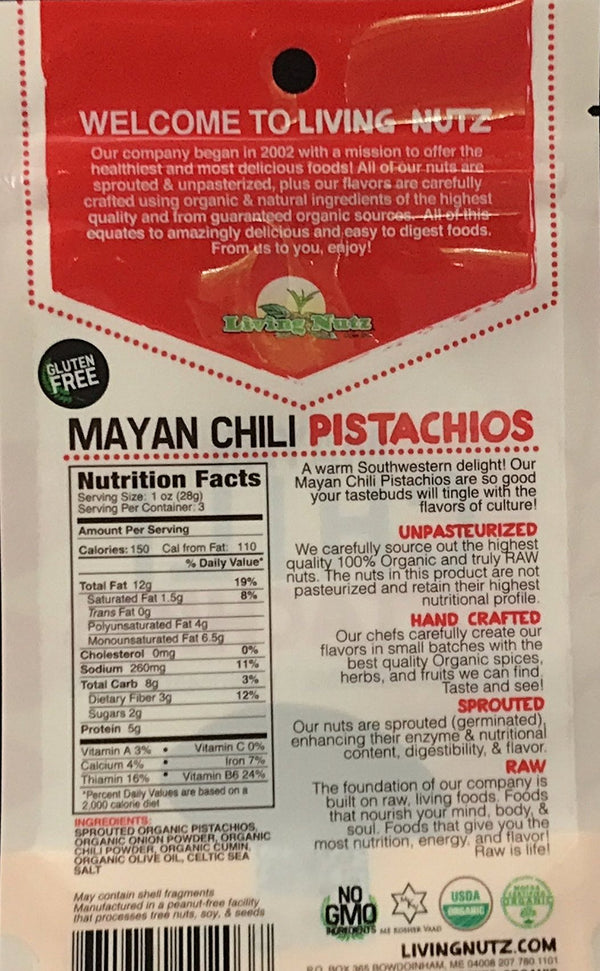 WELCOME TO LIVING NUTZ
Our company began in 2002 with a mission to offer the
healthiest and most delicious foods! All of our nuts are
sprouted & unpasterized, plus our flavors are carefully
crafted using organic & natural ingredients of the highest
quality and from guaranteed organic sources. All of this
equates to amazingly delicious and easy to digest foods.
From us to you, enjoy!
Living Nutz
GLUTEN
FREE
MAYAN CHILI PISTACHIOS
Nutrition Facts
Serving Size: 1 oz (28g)
Serving Per Container: 3
Amount Per Serving
Calories: 150 Cal from Fat: 110
% Daily Value*
Total Fat 12g 19%
Saturated Fat 1.5g 8%
Trans Fat 0g
Polyunsaturated Fat 4g
Monounsaturated Fat 6.5g
Cholesterol 0mg 0%
Sodium 260mg 11%
Total Carb 8g 3%
Dietary Fiber 3g 12%
Sugars 2g
Protein 5g
Vitamin A 3% • Vitamin C 0%
Calcium 4% • Iron 7%
Thiamin 16% • Vitamin B6 24%
*Percent Daily Values are based on a
2,000 calorie diet
INGREDIENTS:
SPROUTED ORGANIC PISTACHIOS,
ORGANIC ONION POWDER, ORGANIC
CHILI POWDER, ORGANIC CUMIN,
ORGANIC OLIVE OIL, CELTIC SEA
SALT
May contain shell fragments
Manufactured in a peanut-free facility
that processes tree nuts, soy, & seeds
A warm Southwestern delight! Our
Mayan Chili Pistachios are so good
your tastebuds will tingle with the
flavors of culture!
UNPASTEURIZED
We carefully source out the highest
quality 100% Organic and truly RAW
nuts. The nuts in this product are not
pasteurized and retain their highest
nutritional profile.
HAND CRAFTED
Our chefs carefully create our
flavors in small batches with the
best quality Organic spices,
herbs, and fruits we can find.
Taste and see!
SPROUTED
Our nuts are sprouted (germinated),
enhancing their enzyme & nutritional
content, digestibility, & flavor.
RAW
The foundation of our company is
built on raw, living foods. Foods
that nourish your mind, body, &
soul. Foods that give you the
most nutrition, energy, and flavor!
Raw is life!
NO
GMO
INGREDIENTS
ME KOSHER VAAD
USDA
ORGANIC
MOFGA
CERTIFIED
ORGANIC
LIVINGNUTZ.COM
P.O. BOX 365 BOWDOINHAM, ME 04008 207 780 1101